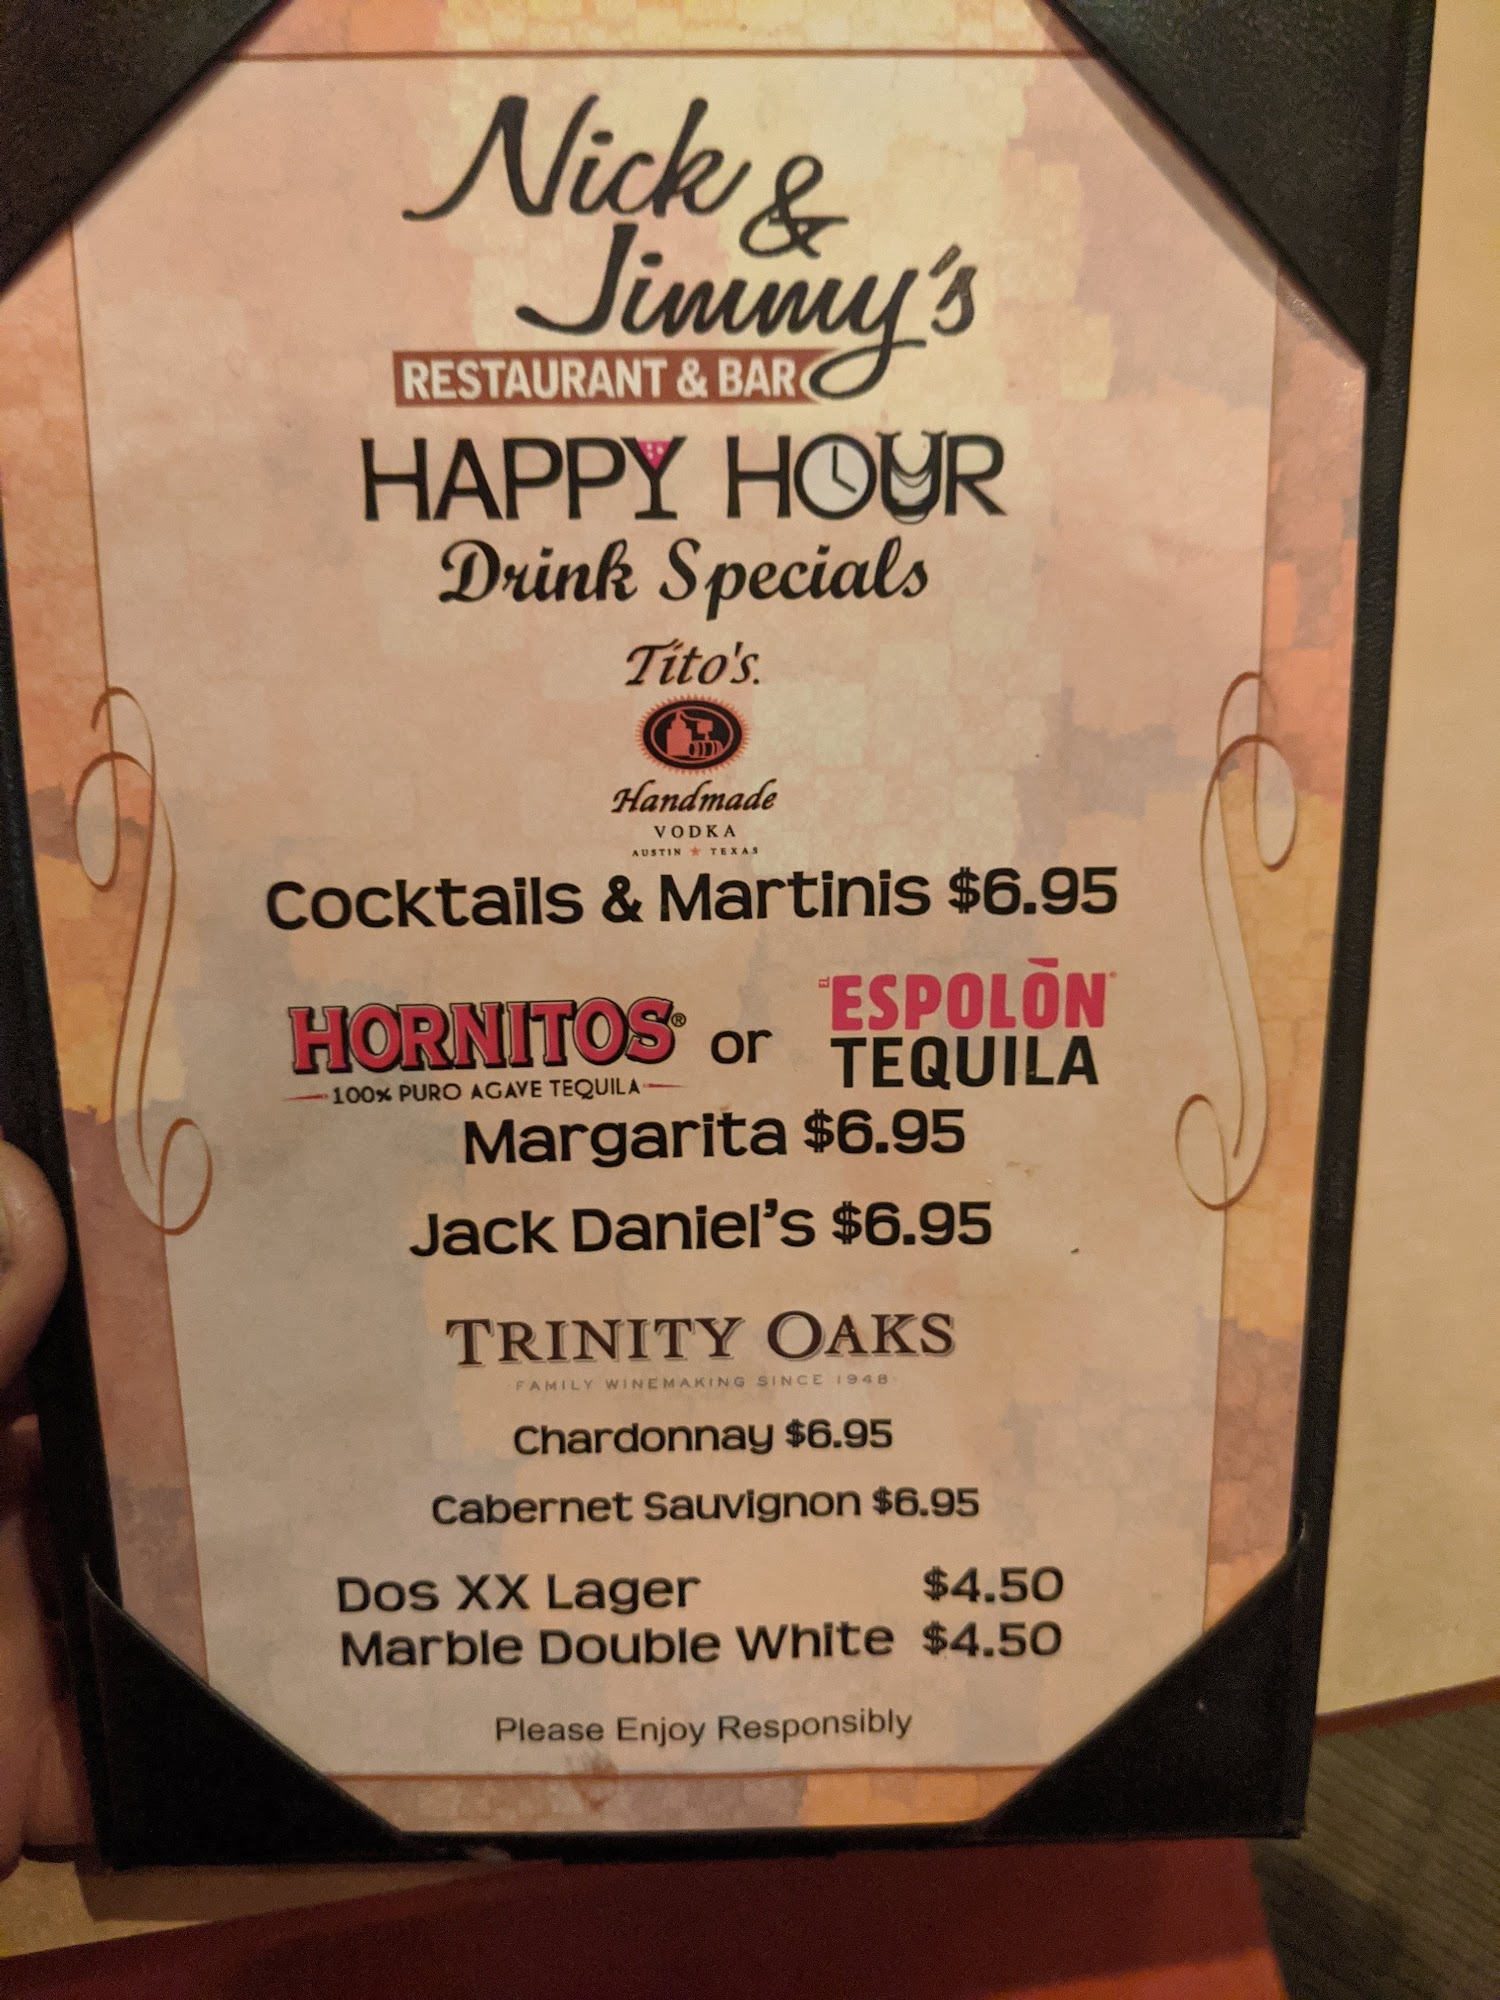 Nick &
Jimmy's
RESTAURANT & BAR
HAPPY HOUR
Drink Specials
Tito's.
Handmade
VODKA
AUSTIN ★ TEXAS
Cocktails & Martinis $6.95
HORNITOS® or EL ESPOLÒN®
100% PURO AGAVE TEQUILA TEQUILA
Margarita $6.95
Jack Daniel's $6.95
TRINITY OAKS
FAMILY WINEMAKING SINCE 1948
Chardonnay $6.95
Cabernet Sauvignon $6.95
Dos XX Lager $4.50
Marble Double White $4.50
Please Enjoy Responsibly